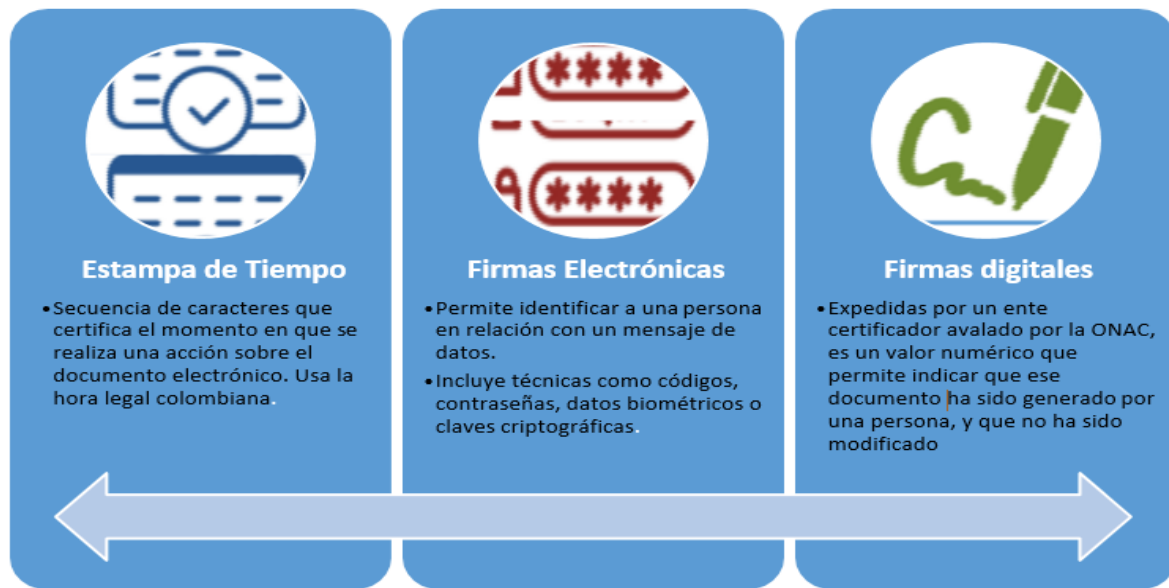 Estampa de Tiempo
•Secuencia de caracteres que
certifica el momento en que se
realiza una acción sobre el
documento electrónico. Usa la
hora legal colombiana.
Firmas Electrónicas
•Permite identificar a una persona
en relación con un mensaje de
datos.
•Incluye técnicas como códigos,
contraseñas, datos biométricos o
claves criptográficas.
Firmas digitales
•Expedidas por un ente
certificador avalado por la ONAC,
es un valor numérico que
permite indicar que ese
documento ha sido generado por
una persona, y que no ha sido
modificado